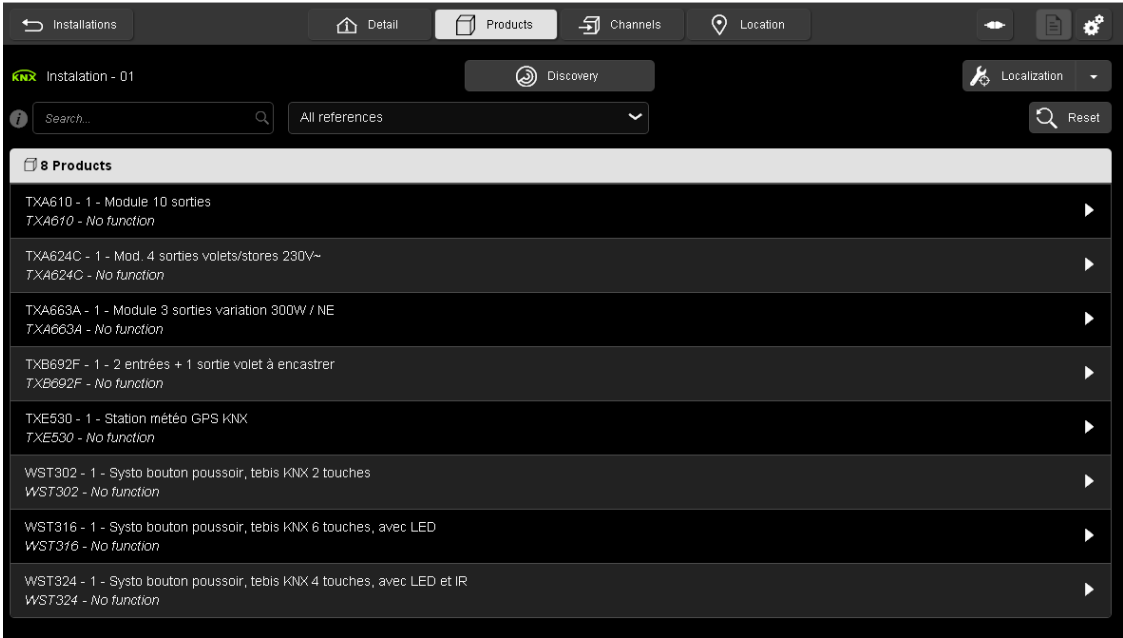 Installations
Detail
Products
Channels
Location
KNX Instalation - 01
Discovery
Localization
Search...
All references
Reset
8 Products
TXA610 - 1 - Module 10 sorties
TXA610 - No function
TXA624C - 1 - Mod. 4 sorties volets/stores 230V~
TXA624C - No function
TXA663A - 1 - Module 3 sorties variation 300W / NE
TXA663A - No function
TXB692F - 1 - 2 entrées + 1 sortie volet à encastrer
TXB692F - No function
TXE530 - 1 - Station météo GPS KNX
TXE530 - No function
WST302 - 1 - Systo bouton poussoir, tebis KNX 2 touches
WST302 - No function
WST316 - 1 - Systo bouton poussoir, tebis KNX 6 touches, avec LED
WST316 - No function
WST324 - 1 - Systo bouton poussoir, tebis KNX 4 touches, avec LED et IR
WST324 - No function